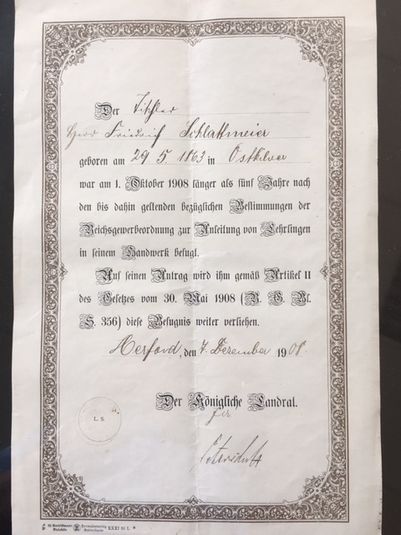 Der Tischler
Herr Friedrich Schlattmeier
geboren am 29 5 1863 in Ostkilver
war am 1. Oktober 1908 länger als fünf Jahre nach
den bis dahin geltenden bezüglichen Bestimmungen der
Reichsgewerbeordnung zur Anleitung von Lehrlingen
in seinem Handwerk befugt.
Auf seinen Antrag wird ihm gemäß Artikel II
des Gesetzes vom 30. Mai 1908 (R. G. Bl.
S. 356) diese Befugnis weiter verliehen.
Herford, den 7. Dezember 1908.
Der Königliche Landrat.
L. S.